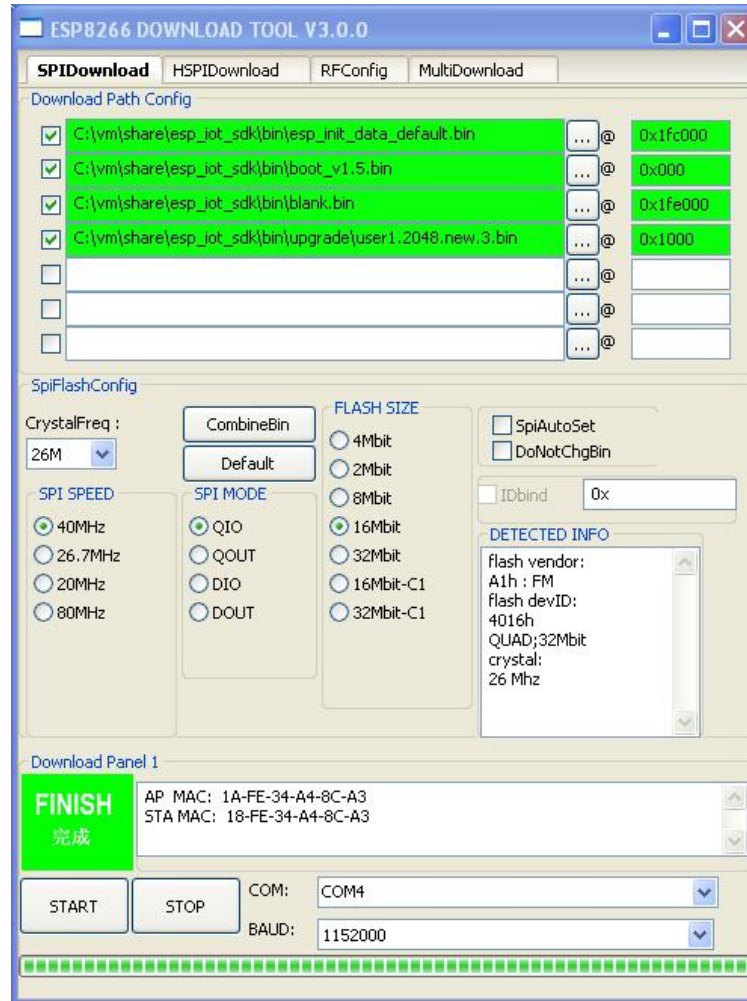 ESP8266 DOWNLOAD TOOL V3.0.0
SPIDownload HSPIDownload RFConfig MultiDownload
Download Path Config
C:\vm\share\esp_iot_sdk\bin\esp_init_data_default.bin ... @ 0x1fc000
C:\vm\share\esp_iot_sdk\bin\boot_v1.5.bin ... @ 0x000
C:\vm\share\esp_iot_sdk\bin\blank.bin ... @ 0x1fe000
C:\vm\share\esp_iot_sdk\bin\upgrade\user1.2048.new.3.bin ... @ 0x1000
... @
... @
... @
SpiFlashConfig
CrystalFreq :
26M
CombineBin
Default
SPI SPEED
40MHz
26.7MHz
20MHz
80MHz
SPI MODE
QIO
QOUT
DIO
DOUT
FLASH SIZE
4Mbit
2Mbit
8Mbit
16Mbit
32Mbit
16Mbit-C1
32Mbit-C1
SpiAutoSet
DoNotChgBin
IDbind 0x
DETECTED INFO
flash vendor:
A1h : FM
flash devID:
4016h
QUAD;32Mbit
crystal:
26 Mhz
Download Panel 1
FINISH
完成
AP MAC: 1A-FE-34-A4-8C-A3
STA MAC: 18-FE-34-A4-8C-A3
START STOP
COM: COM4
BAUD: 1152000